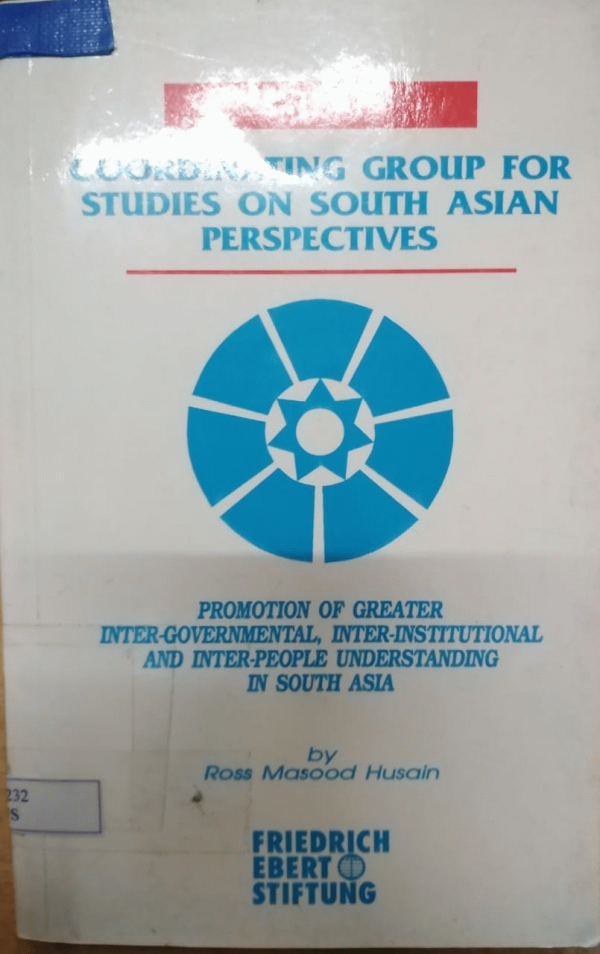 COORDINATING GROUP FOR
STUDIES ON SOUTH ASIAN
PERSPECTIVES
PROMOTION OF GREATER
INTER-GOVERNMENTAL, INTER-INSTITUTIONAL
AND INTER-PEOPLE UNDERSTANDING
IN SOUTH ASIA
by
Ross Masood Husain
232
S
FRIEDRICH
EBERT
STIFTUNG